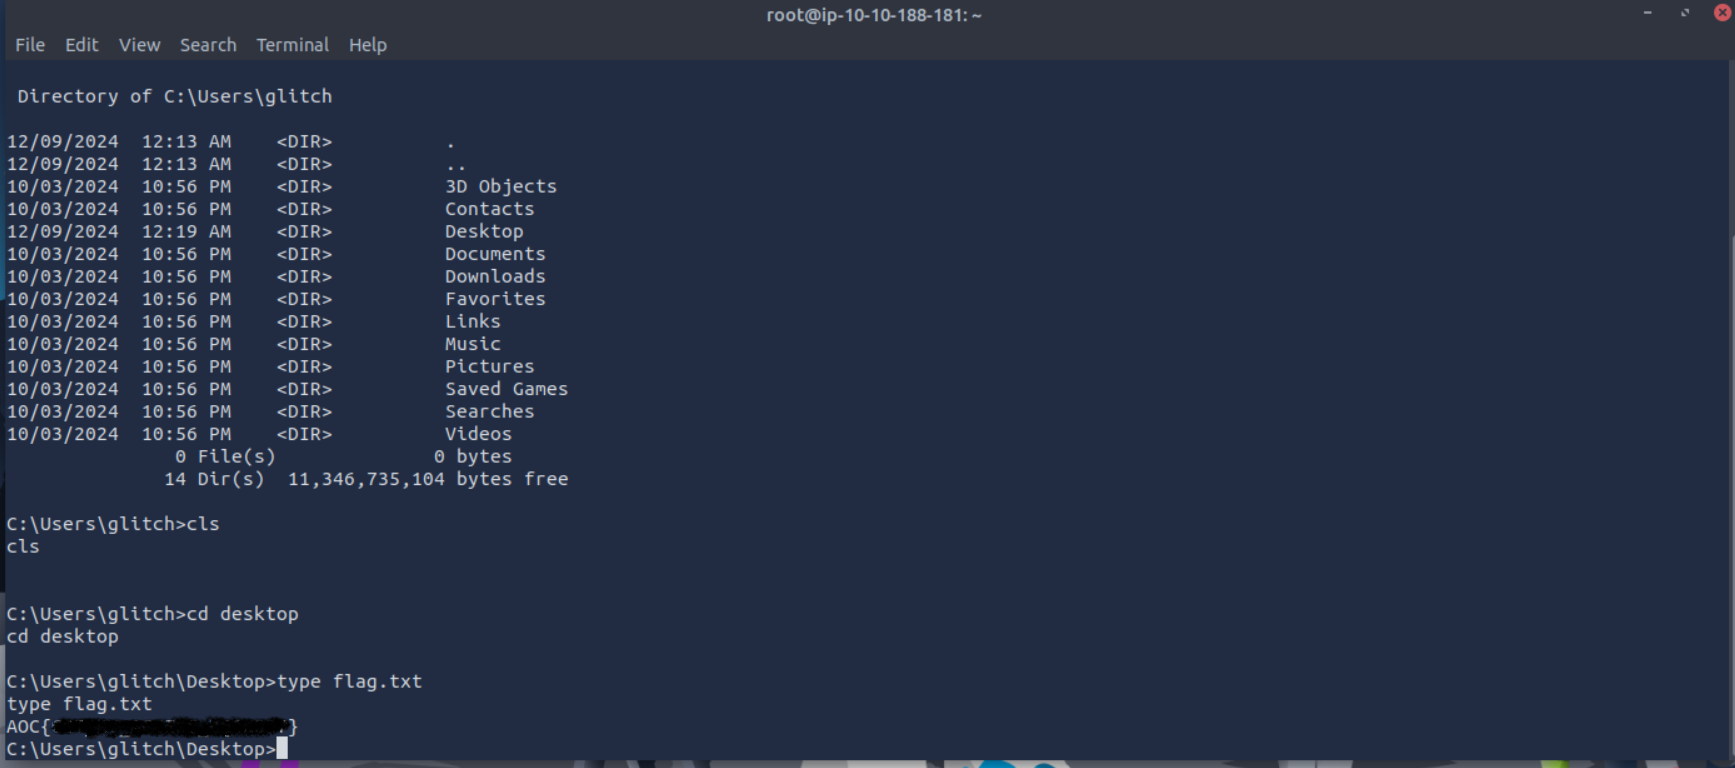 root@ip-10-10-188-181: ~
File Edit View Search Terminal Help
Directory of C:\Users\glitch
12/09/2024  12:13 AM    <DIR>          .
12/09/2024  12:13 AM    <DIR>          ..
10/03/2024  10:56 PM    <DIR>          3D Objects
10/03/2024  10:56 PM    <DIR>          Contacts
12/09/2024  12:19 AM    <DIR>          Desktop
10/03/2024  10:56 PM    <DIR>          Documents
10/03/2024  10:56 PM    <DIR>          Downloads
10/03/2024  10:56 PM    <DIR>          Favorites
10/03/2024  10:56 PM    <DIR>          Links
10/03/2024  10:56 PM    <DIR>          Music
10/03/2024  10:56 PM    <DIR>          Pictures
10/03/2024  10:56 PM    <DIR>          Saved Games
10/03/2024  10:56 PM    <DIR>          Searches
10/03/2024  10:56 PM    <DIR>          Videos
0 File(s)              0 bytes
14 Dir(s)  11,346,735,104 bytes free
C:\Users\glitch>cls
cls
C:\Users\glitch>cd desktop
cd desktop
C:\Users\glitch\Desktop>type flag.txt
type flag.txt
AOC{ }
C:\Users\glitch\Desktop>